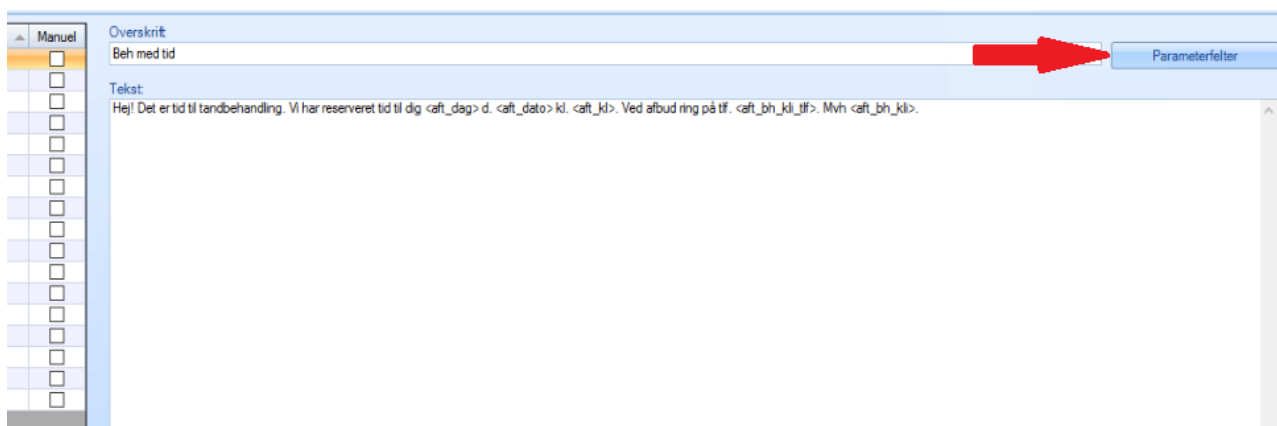 Manuel
Overskrift:
Beh med tid
Parameterfelter
Tekst:
Hej! Det er tid til tandbehandling. Vi har reserveret tid til dig <aft_dag> d. <aft_dato> kl. <aft_kl>. Ved afbud ring på tlf. <aft_bh_kli_tlf>. Mvh <aft_bh_kli>.